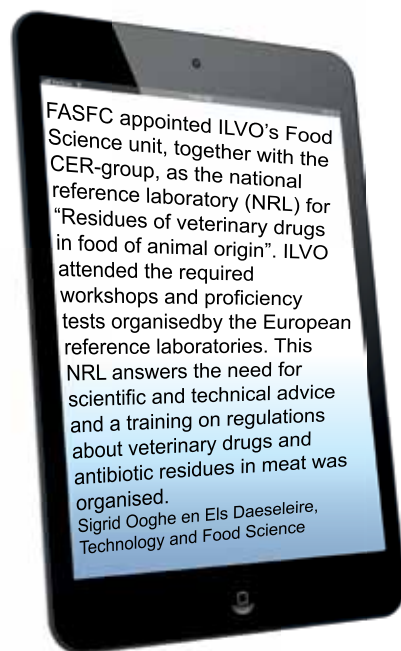 FASFC appointed ILVO’s Food
Science unit, together with the
CER-group, as the national
reference laboratory (NRL) for
“Residues of veterinary drugs
in food of animal origin”. ILVO
attended the required
workshops and proficiency
tests organisedby the European
reference laboratories. This
NRL answers the need for
scientific and technical advice
and a training on regulations
about veterinary drugs and
antibiotic residues in meat was
organised.
Sigrid Ooghe en Els Daeseleire,
Technology and Food Science